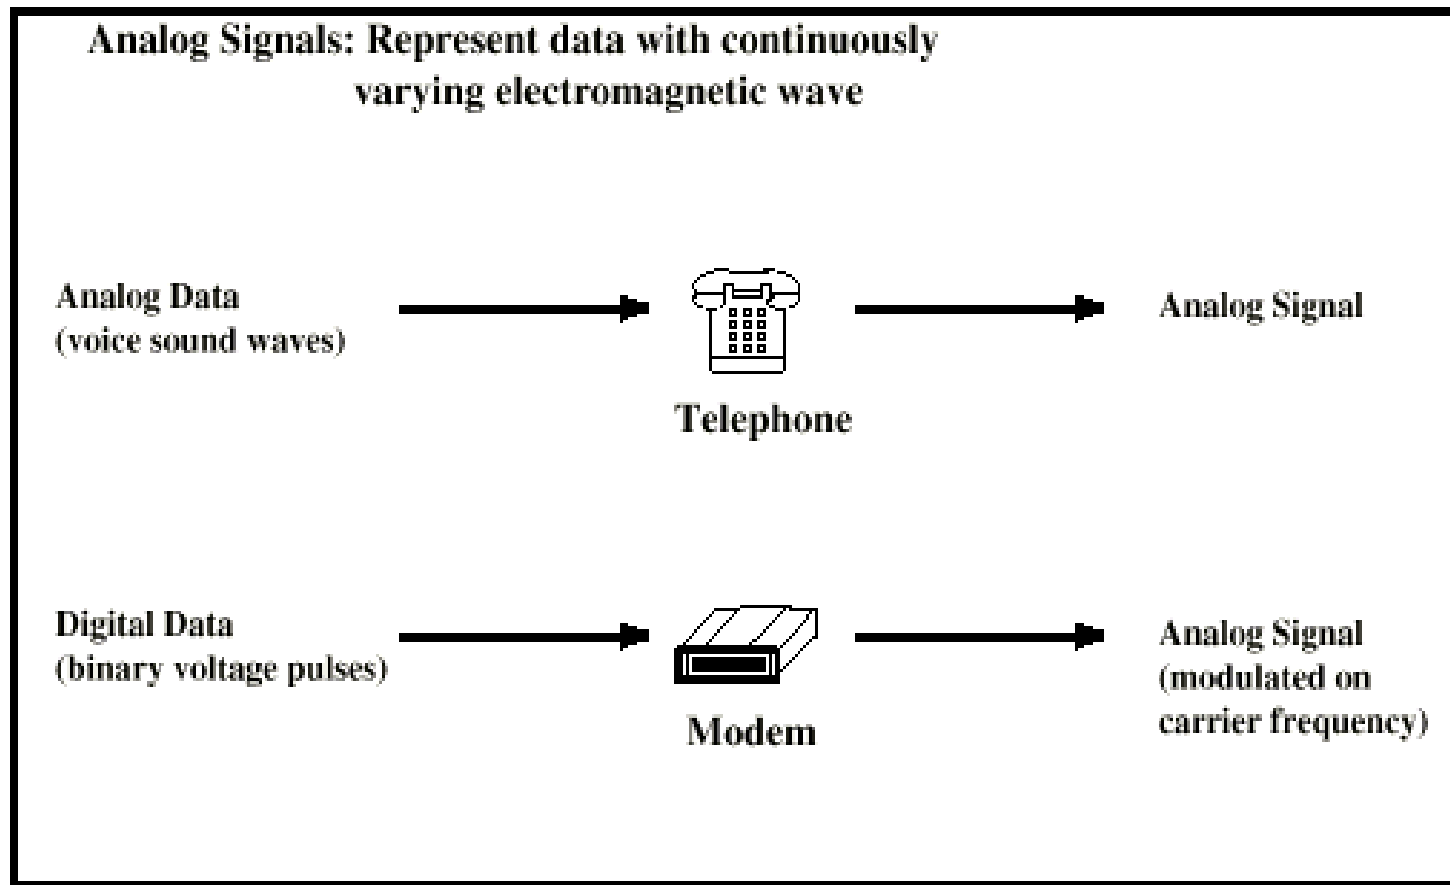 Analog Signals: Represent data with continuously
varying electromagnetic wave
Analog Data
(voice sound waves)
Telephone
Analog Signal
Digital Data
(binary voltage pulses)
Modem
Analog Signal
(modulated on
carrier frequency)